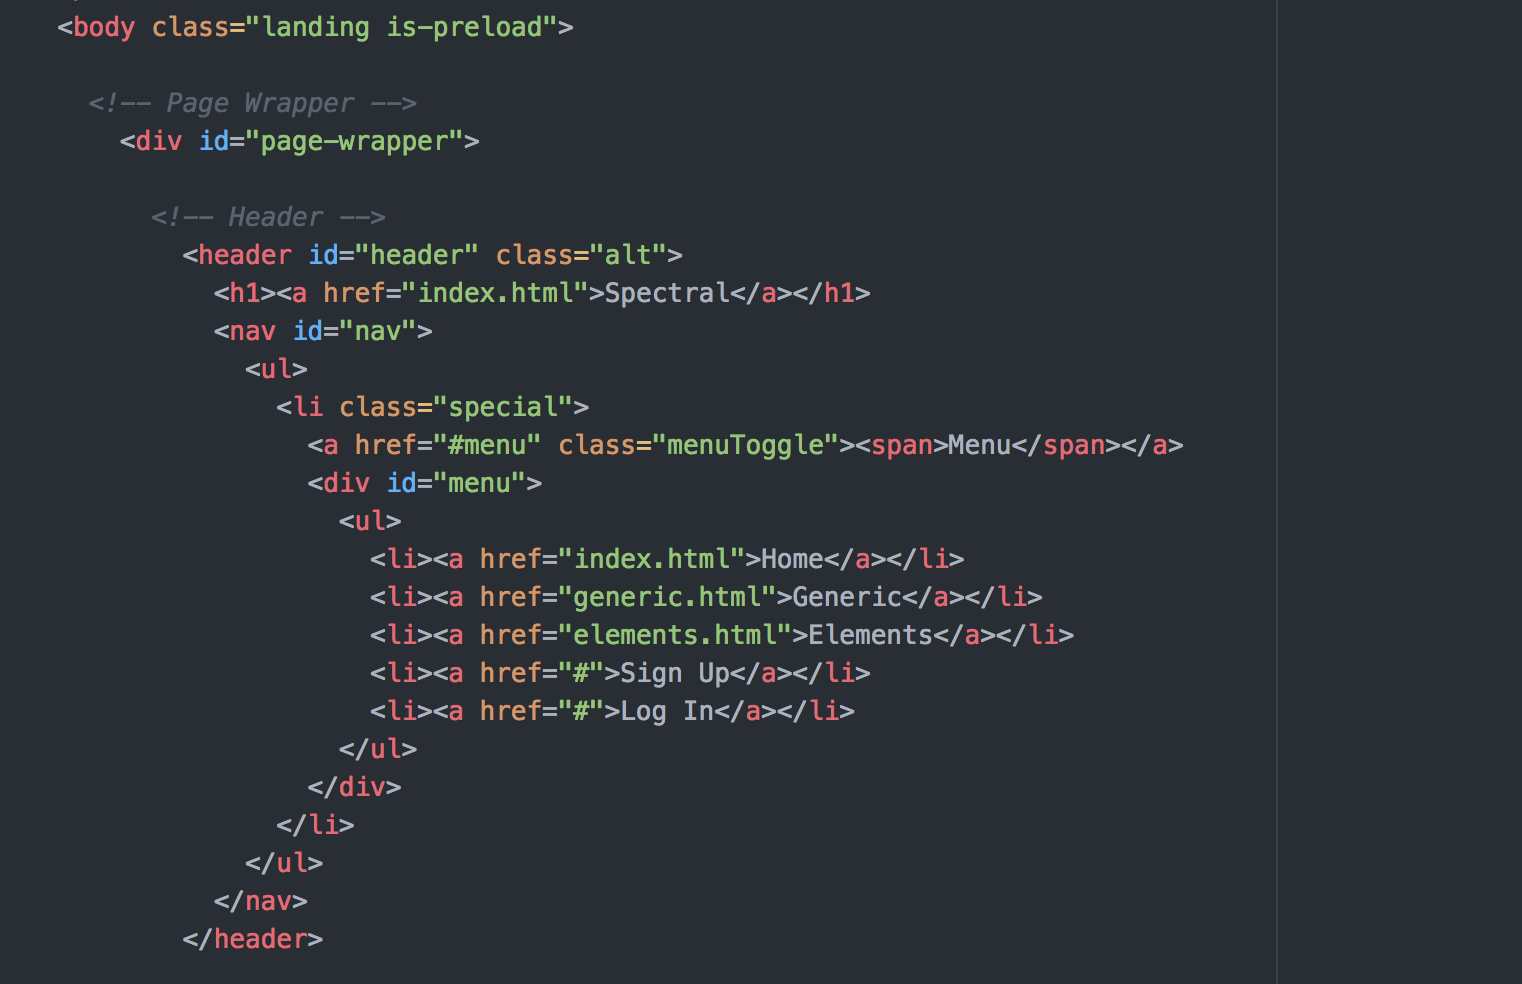 <body class="landing is-preload">
<!-- Page Wrapper -->
<div id="page-wrapper">
<!-- Header -->
<header id="header" class="alt">
<h1><a href="index.html">Spectral</a></h1>
<nav id="nav">
<ul>
<li class="special">
<a href="#menu" class="menuToggle"><span>Menu</span></a>
<div id="menu">
<ul>
<li><a href="index.html">Home</a></li>
<li><a href="generic.html">Generic</a></li>
<li><a href="elements.html">Elements</a></li>
<li><a href="#">Sign Up</a></li>
<li><a href="#">Log In</a></li>
</ul>
</div>
</li>
</ul>
</nav>
</header>